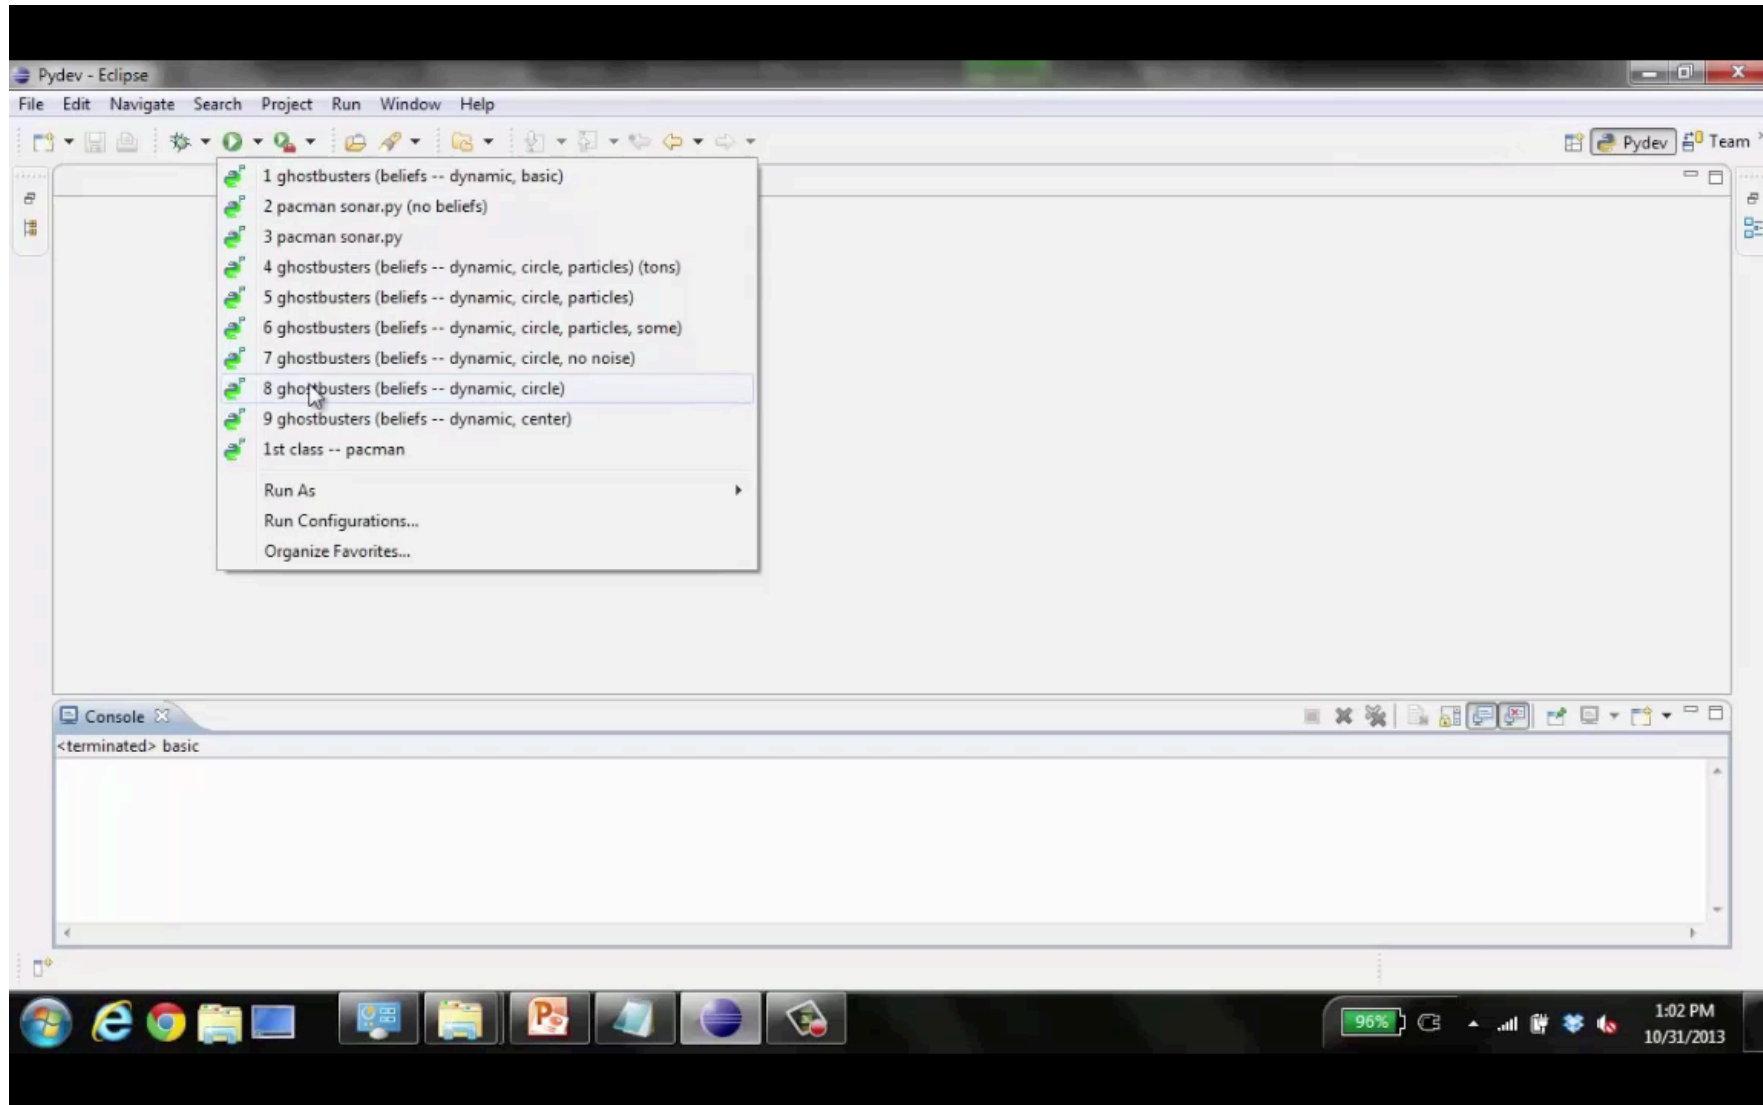 Pydev - Eclipse
File Edit Navigate Search Project Run Window Help
Pydev Team
1 ghostbusters (beliefs -- dynamic, basic)
2 pacman sonar.py (no beliefs)
3 pacman sonar.py
4 ghostbusters (beliefs -- dynamic, circle, particles) (tons)
5 ghostbusters (beliefs -- dynamic, circle, particles)
6 ghostbusters (beliefs -- dynamic, circle, particles, some)
7 ghostbusters (beliefs -- dynamic, circle, no noise)
8 ghostbusters (beliefs -- dynamic, circle)
9 ghostbusters (beliefs -- dynamic, center)
1st class -- pacman
Run As
Run Configurations...
Organize Favorites...
Console
<terminated> basic
96%
1:02 PM
10/31/2013